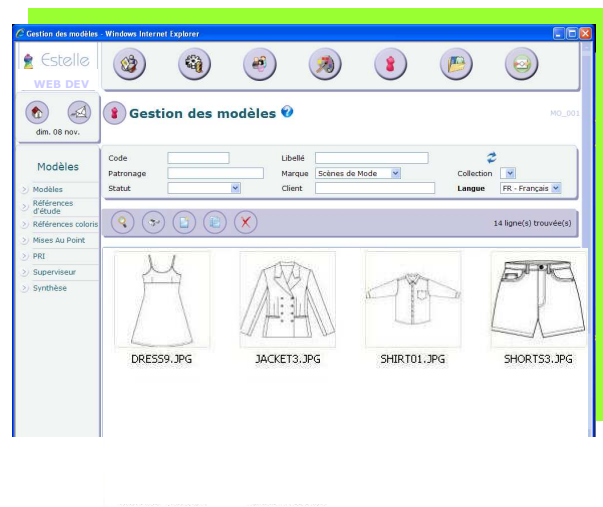 Gestion des modèles - Windows Internet Explorer
Estelle
WEB DEV
dim. 08 nov.
Gestion des modèles
MO_001
Modèles
Modèles
Références
d'étude
Références coloris
Mises Au Point
PRI
Superviseur
Synthèse
Code
Libellé
Patronage
Marque Scènes de Mode
Collection
Statut
Client
Langue FR - Français
14 ligne(s) trouvée(s)
DRESS9.JPG
JACKET3.JPG
SHIRT01.JPG
SHORTS3.JPG